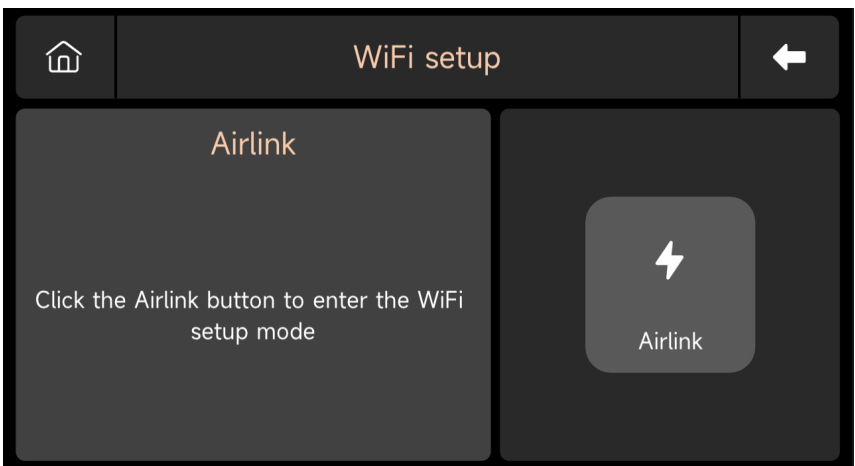 WiFi setup
Airlink
Click the Airlink button to enter the WiFi
setup mode
Airlink